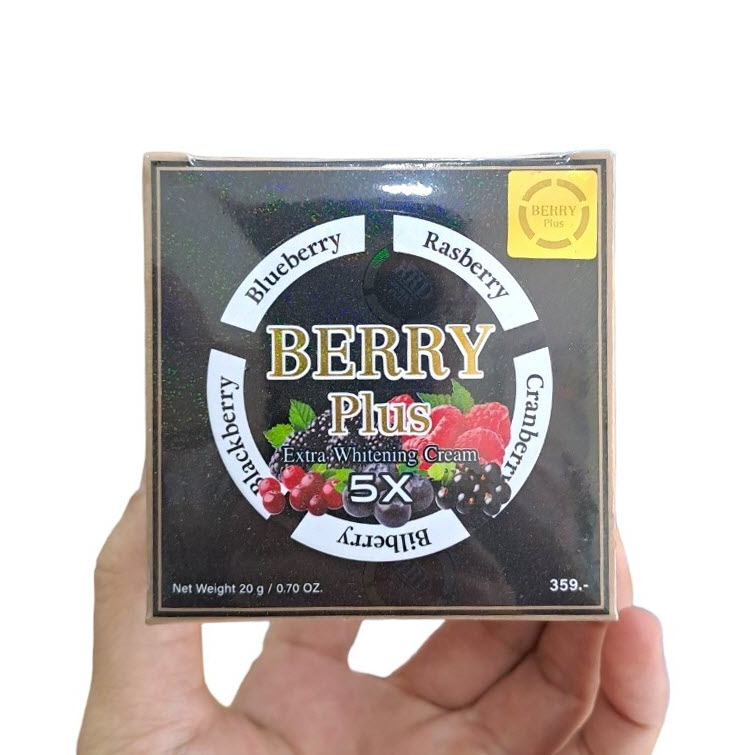 BERRY
Plus
Blueberry
Rasberry
BERRY
Plus
Extra Whitening Cream
5X
Blackberry
Cranberry
Bilberry
Net Weight 20 g / 0.70 OZ.
359.-